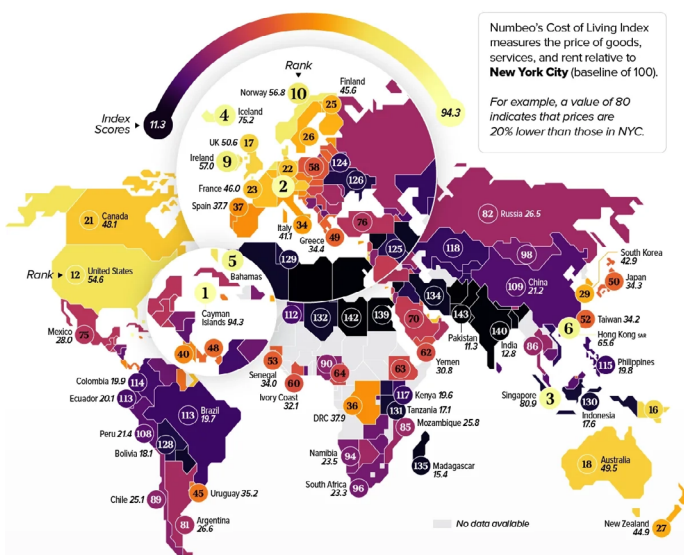 Numbeo's Cost of Living Index
measures the price of goods,
services, and rent relative to
New York City (baseline of 100).
For example, a value of 80
indicates that prices are
20% lower than those in NYC.
Index
Scores
11.3
94.3
Rank
Norway 56.8
10
Finland
45.6
25
4
Iceland
75.2
26
UK 50.6
17
Ireland
57.0
9
22
58
124
126
France 46.0
23
2
Spain 37.7
37
Italy
41.1
34
Greece
34.4
49
76
125
21
Canada
48.1
Rank
12
United States
54.6
5
Bahamas
1
Cayman
Islands 94.3
40
48
129
112
132
142
139
Mexico
28.0
75
82
Russia 26.5
118
98
109
China
21.2
South Korea
42.9
29
50
Japan
34.3
52
Taiwan 34.2
6
Hong Kong
65.6
134
143
140
Pakistan
11.3
India
12.8
86
115
Philippines
19.8
Singapore
80.9
3
130
Indonesia
17.6
16
70
62
Yemen
30.8
Senegal
34.0
53
60
Ivory Coast
32.1
90
64
63
DRC 37.9
36
117
Kenya 19.6
131
Tanzania 17.1
85
Mozambique 25.8
Namibia
23.5
94
South Africa
23.3
96
135
Madagascar
15.4
Colombia 19.9
114
Ecuador 20.1
113
113
Brazil
19.7
Peru 21.4
108
Bolivia 18.1
128
Chile 25.1
89
45
Uruguay 35.2
81
Argentina
26.6
18
Australia
49.5
New Zealand
44.9
27
No data available